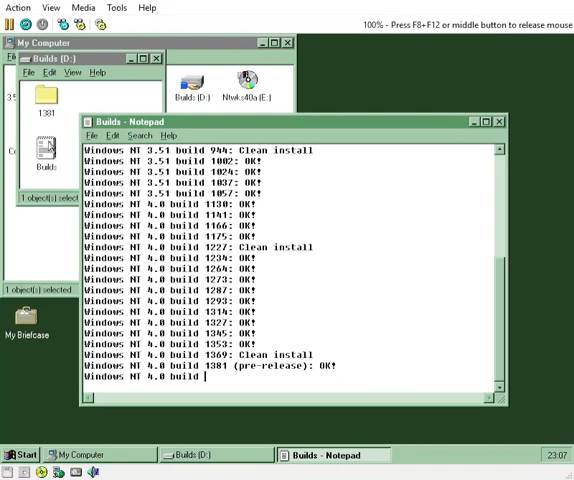 Action View Media Tools Help
100% - Press F8+F12 or middle button to release mouse
My Computer
Builds (D:)
File Edit View Help
1381
Builds
1 object(s) select
Builds (D:)
Ntwks40a (E:)
Builds - Notepad
File Edit Search Help
Windows NT 3.51 build 944: Clean install
Windows NT 3.51 build 1002: OK!
Windows NT 3.51 build 1024: OK!
Windows NT 3.51 build 1037: OK!
Windows NT 3.51 build 1057: OK!
Windows NT 4.0 build 1130: OK!
Windows NT 4.0 build 1141: OK!
Windows NT 4.0 build 1166: OK!
Windows NT 4.0 build 1175: OK!
Windows NT 4.0 build 1227: Clean install
Windows NT 4.0 build 1234: OK!
Windows NT 4.0 build 1264: OK!
Windows NT 4.0 build 1273: OK!
Windows NT 4.0 build 1287: OK!
Windows NT 4.0 build 1293: OK!
Windows NT 4.0 build 1314: OK!
Windows NT 4.0 build 1327: OK!
Windows NT 4.0 build 1345: OK!
Windows NT 4.0 build 1353: OK!
Windows NT 4.0 build 1369: Clean install
Windows NT 4.0 build 1381 (pre-release): OK!
Windows NT 4.0 build
1 object(s) selected
My Briefcase
Start
My Computer
Builds (D:)
Builds - Notepad
23:07